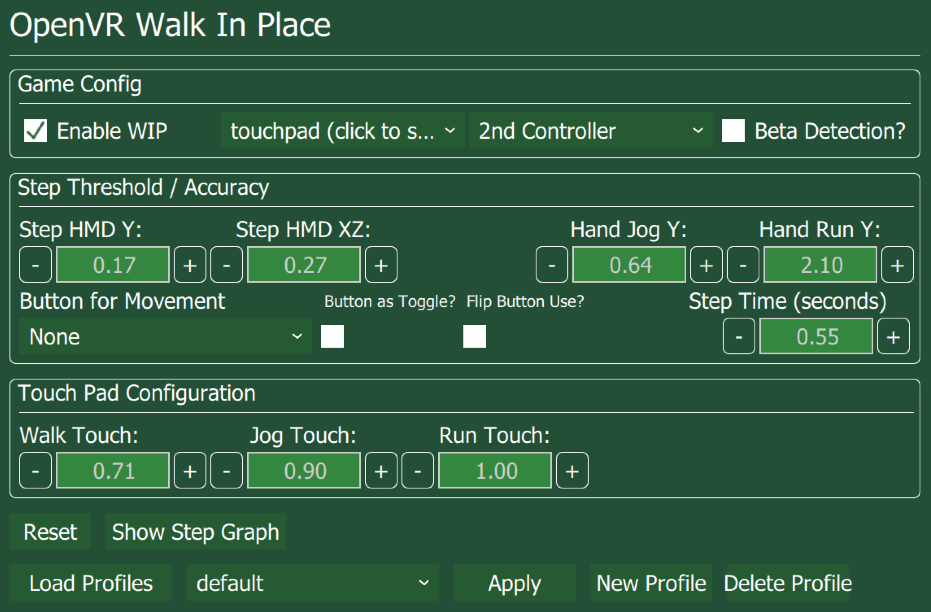 OpenVR Walk In Place
Game Config
Enable WIP touchpad (click to s... 2nd Controller Beta Detection?
Step Threshold / Accuracy
Step HMD Y: Step HMD XZ: Hand Jog Y: Hand Run Y:
- 0.17 + - 0.27 + - 0.64 + - 2.10 +
Button for Movement Button as Toggle? Flip Button Use? Step Time (seconds)
None - 0.55 +
Touch Pad Configuration
Walk Touch: Jog Touch: Run Touch:
- 0.71 + - 0.90 + - 1.00 +
Reset Show Step Graph
Load Profiles default Apply New Profile Delete Profile